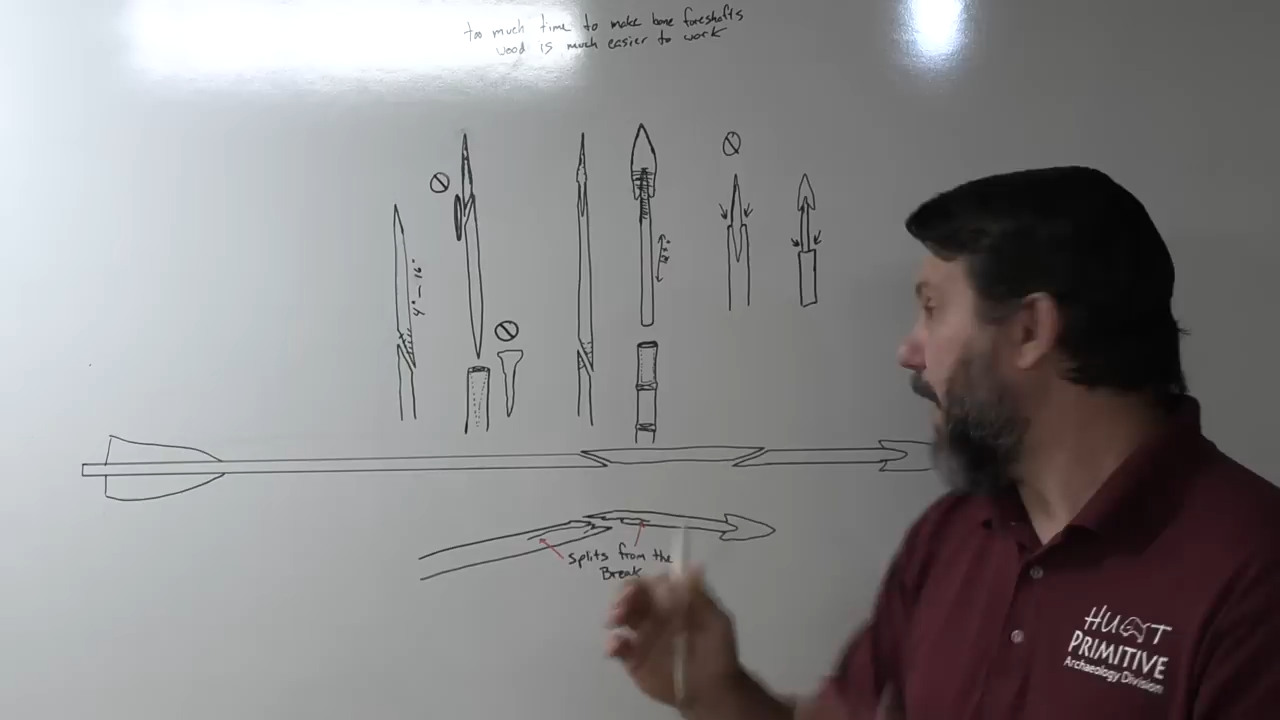 too much time to make bone foreshafts
wood is much easier to work
4" — 10"
splits from the
Break
HUNT
PRIMITIVE
Archaeology Division